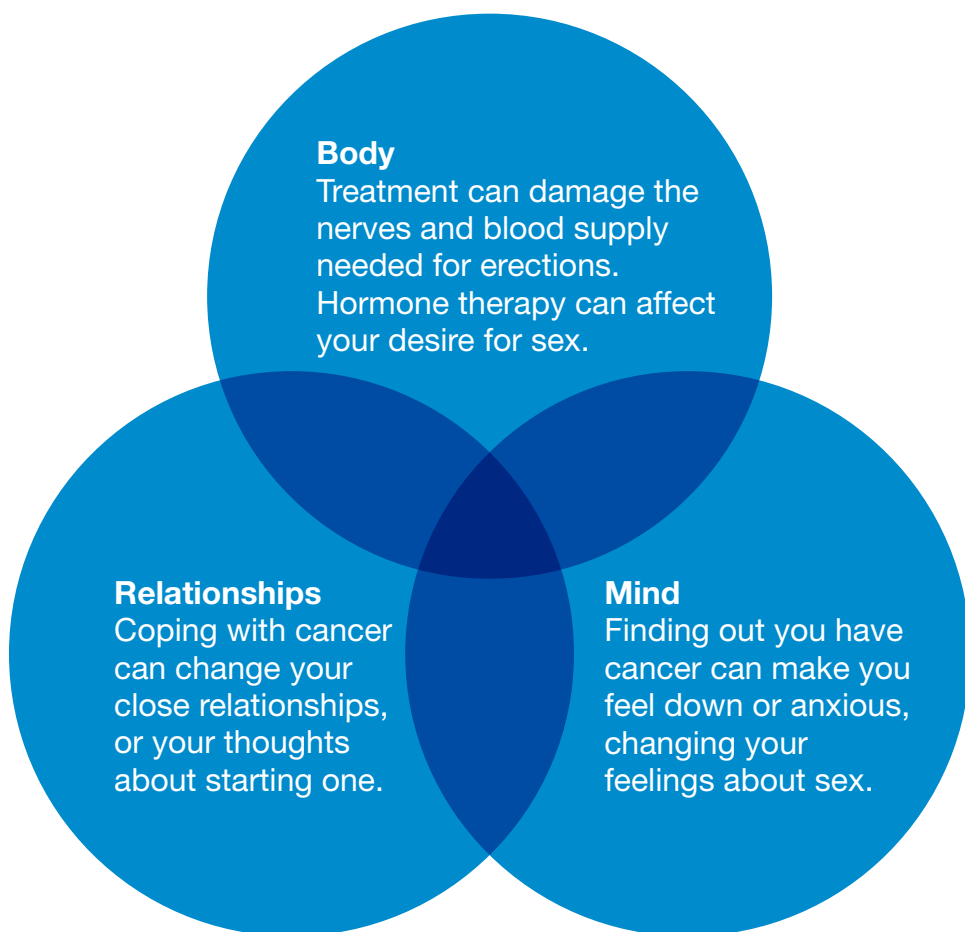 Body
Treatment can damage the
nerves and blood supply
needed for erections.
Hormone therapy can affect
your desire for sex.
Relationships
Coping with cancer
can change your
close relationships,
or your thoughts
about starting one.
Mind
Finding out you have
cancer can make you
feel down or anxious,
changing your
feelings about sex.